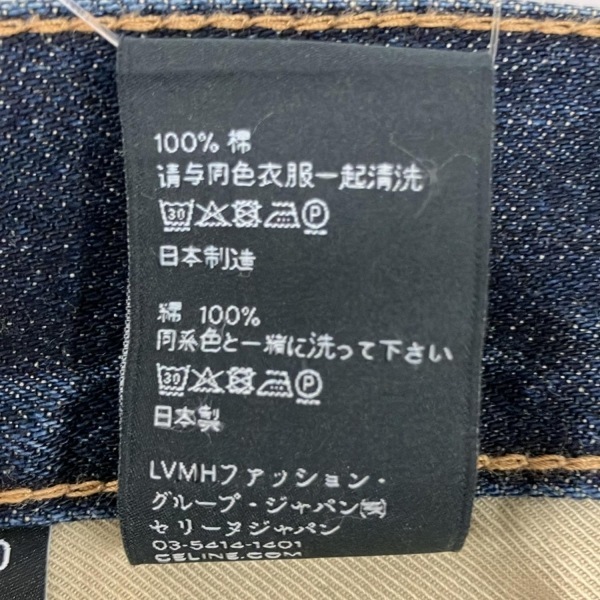 100% 棉
请与同色衣服一起清洗
30 P
日本制造
綿 100%
同系色と一緒に洗って下さい
30 P
日本製
LVMHファッション・
グループ・ジャパン㈱
セリーヌジャパン
03-5414-1401
CELINE.COM